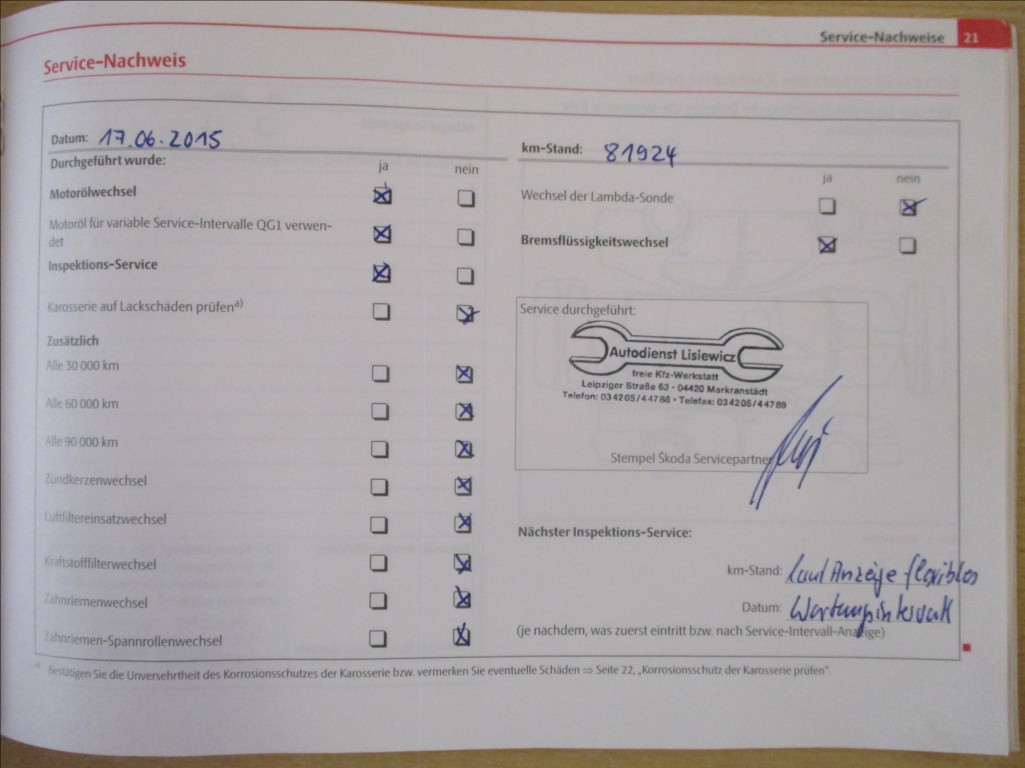 Service-Nachweise 21
Service-Nachweis
Datum: 17.06.2015
Durchgeführt wurde:
ja nein
Motorölwechsel
Motoröl für variable Service-Intervalle QG1 verwen-
det
Inspektions-Service
Karosserie auf Lackschäden prüfen a)
Zusätzlich
Alle 30 000 km
Alle 60 000 km
Alle 90 000 km
Zündkerzenwechsel
Luftfiltereinsatzwechsel
Kraftstofffilterwechsel
Zahnriemenwechsel
Zahnriemen-Spannrollenwechsel
km-Stand: 81924
ja nein
Wechsel der Lambda-Sonde
Bremsflüssigkeitswechsel
Service durchgeführt:
Autodienst Lisiewicz
freie Kfz-Werkstatt
Leipziger Straße 63 · 04420 Markranstädt
Telefon: 034205/44788 · Telefax: 034205/44789
Stempel Škoda Servicepartner
Nächster Inspektions-Service:
km-Stand: laut Anzeige flexibles
Datum: Wartungsintervall
(je nachdem, was zuerst eintritt bzw. nach Service-Intervall-Anzeige)
a) Bestätigen Sie die Unversehrtheit des Korrosionsschutzes der Karosserie bzw. vermerken Sie eventuelle Schäden ⇒ Seite 22, „Korrosionsschutz der Karosserie prüfen".